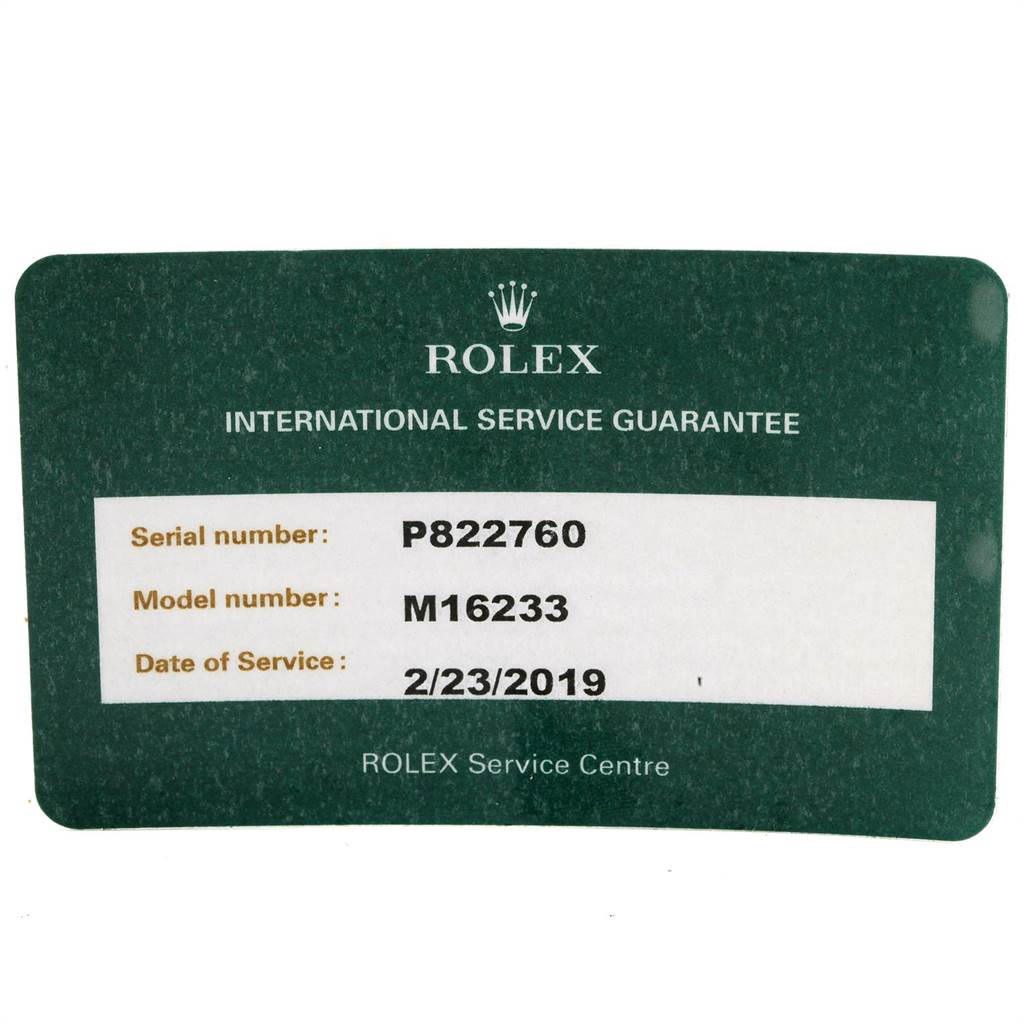 ROLEX
INTERNATIONAL SERVICE GUARANTEE
Serial number: P822760
Model number: M16233
Date of Service: 2/23/2019
ROLEX Service Centre